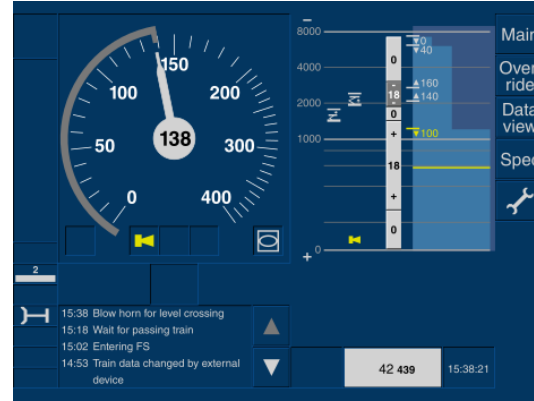 Main
Over
ride
Data
view
Spec
50
100
150
200
300
400
0
138
8000
4000
2000
1000
0
0
-
18
-
0
+
18
+
0
0
40
160
140
100
2
15:38 Blow horn for level crossing
15:18 Wait for passing train
15:02 Entering FS
14:53 Train data changed by external
device
42 439
15:38:21